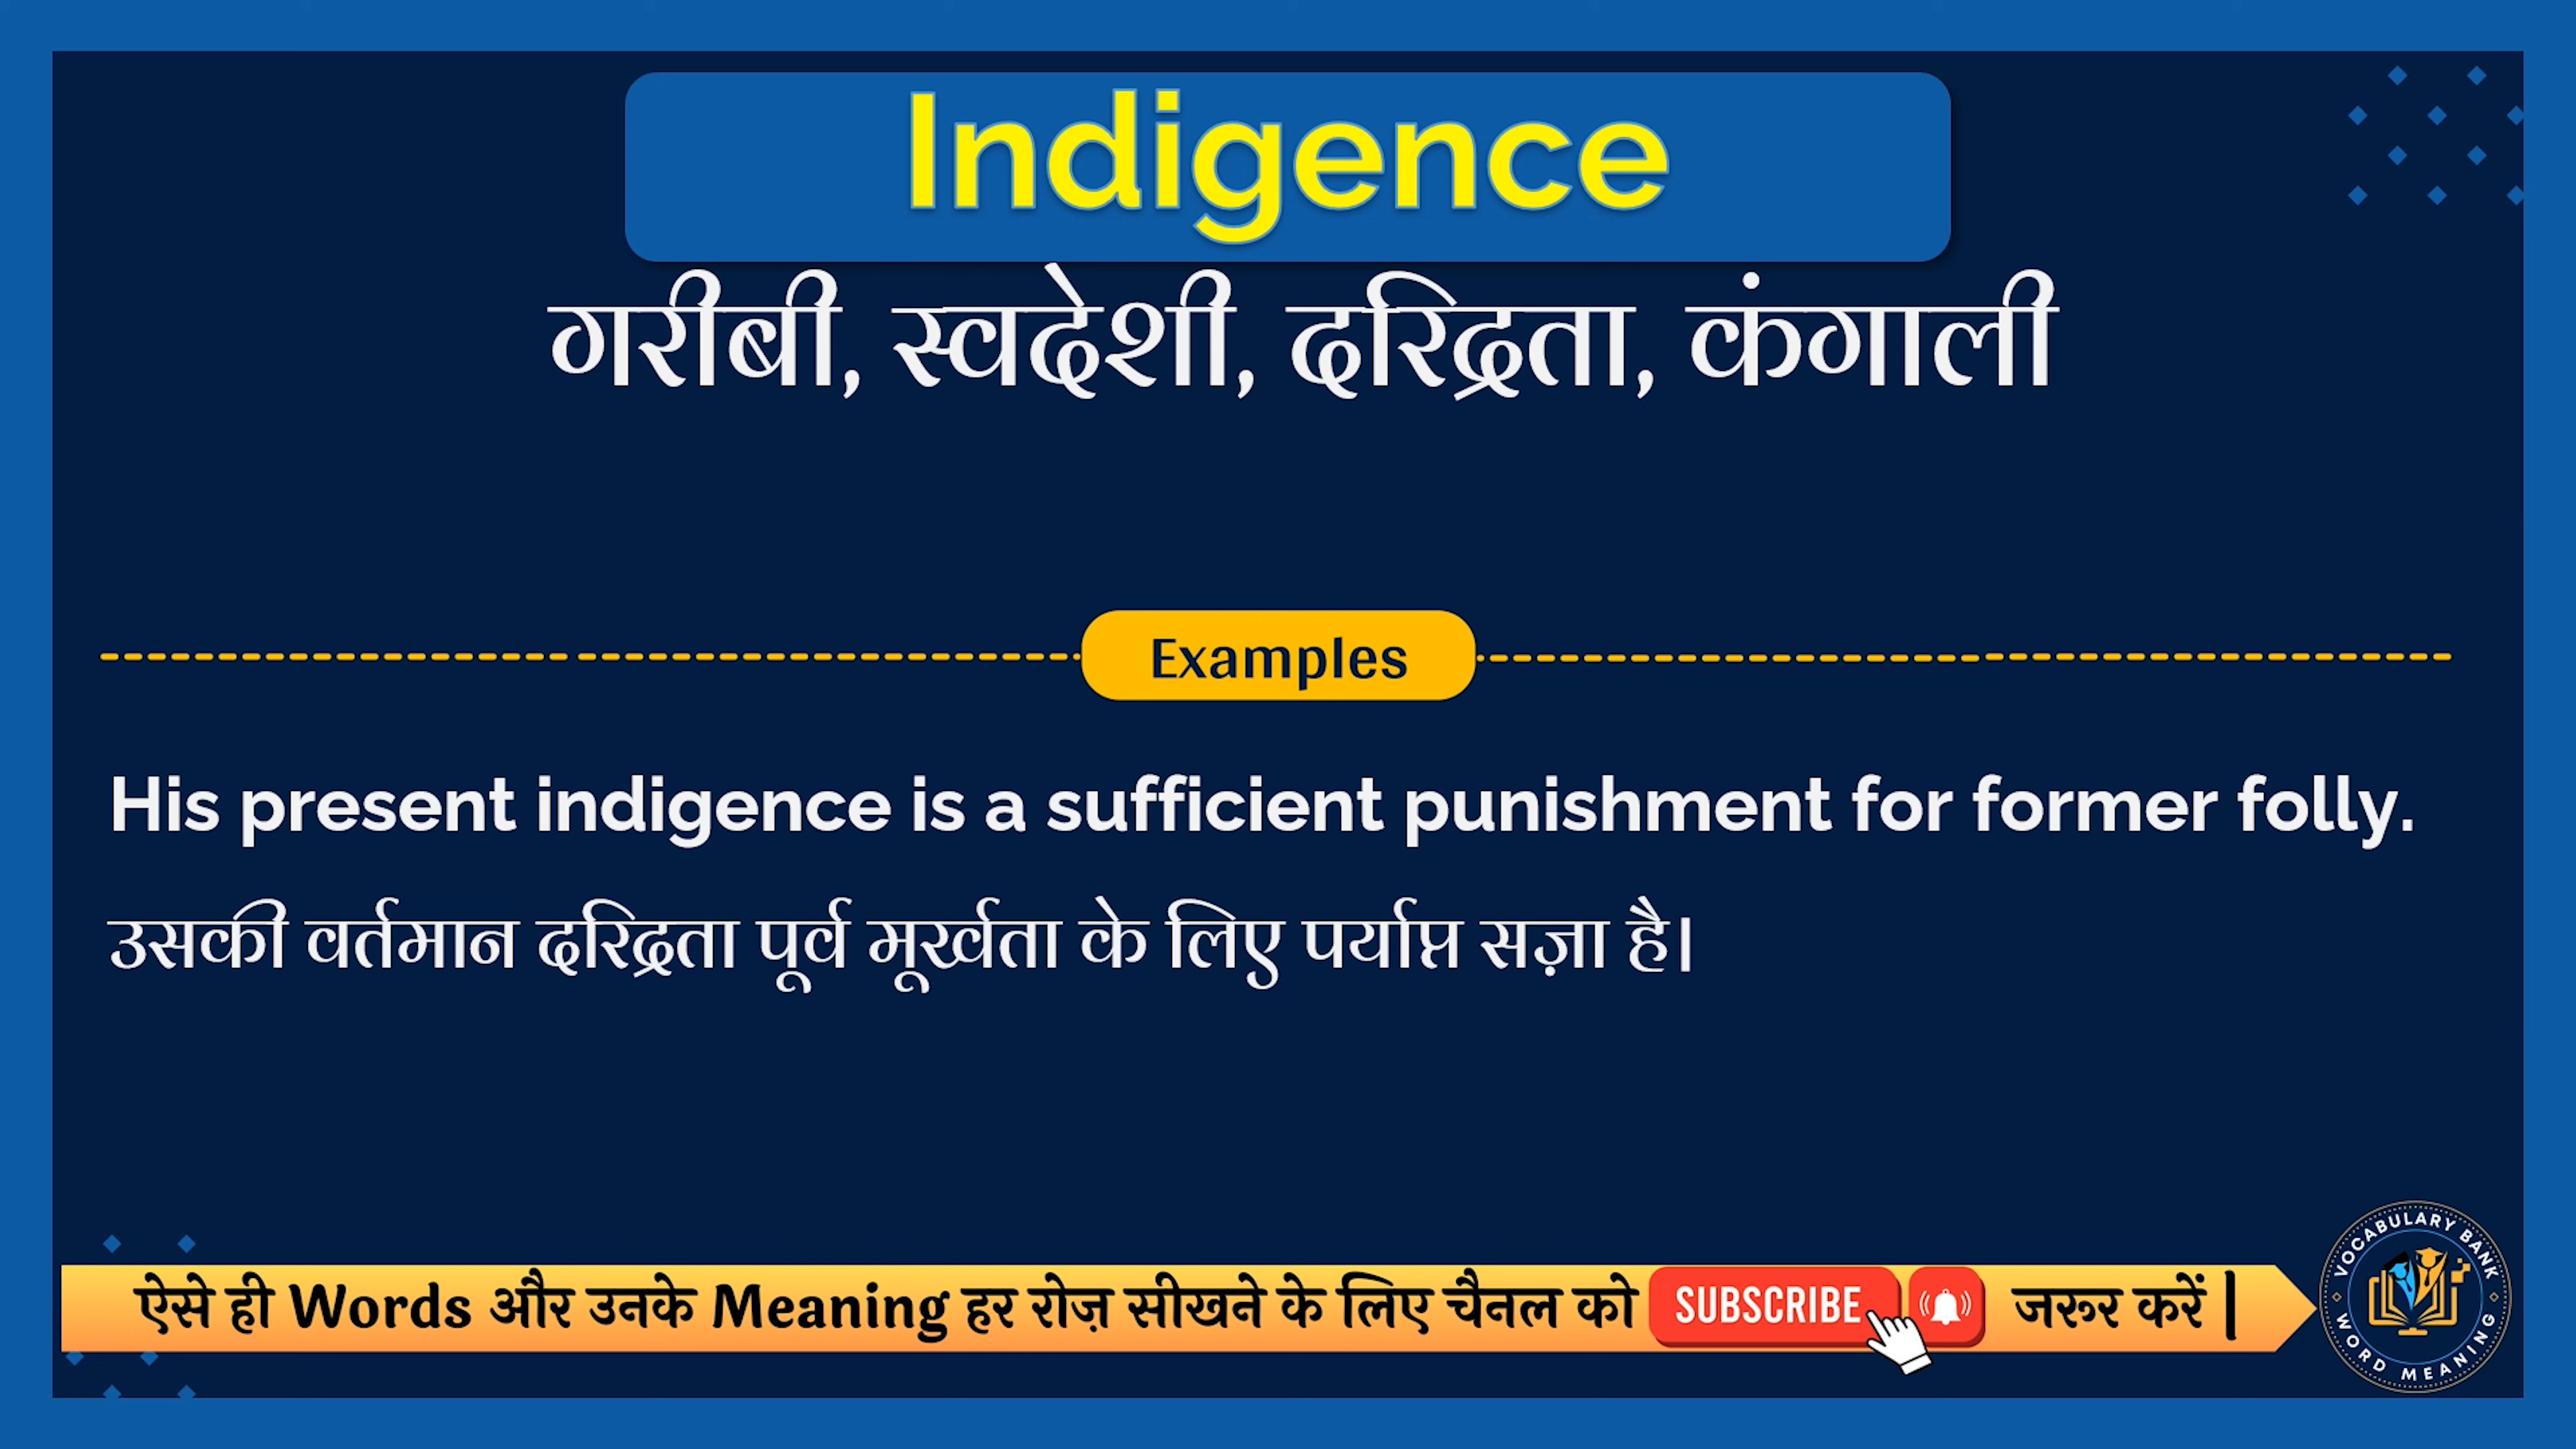 Indigence
गरीबी, स्वदेशी, दरिद्रता, कंगाली
Examples
His present indigence is a sufficient punishment for former folly.
उसकी वर्तमान दरिद्रता पूर्व मूर्खता के लिए पर्याप्त सज़ा है।
ऐसे ही Words और उनके Meaning हर रोज़ सीखने के लिए चैनल को SUBSCRIBE जरूर करें |
VOCABULARY BANK
WORD MEANING